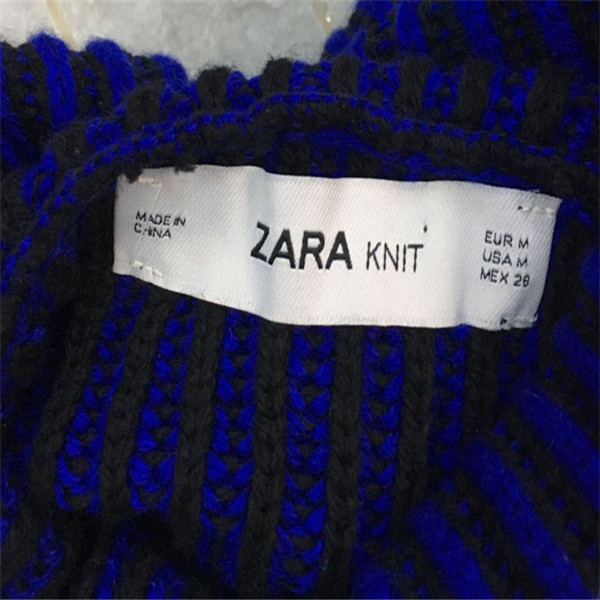 MADE IN
CHINA
ZARA KNIT
EUR M
USA M
MEX 28